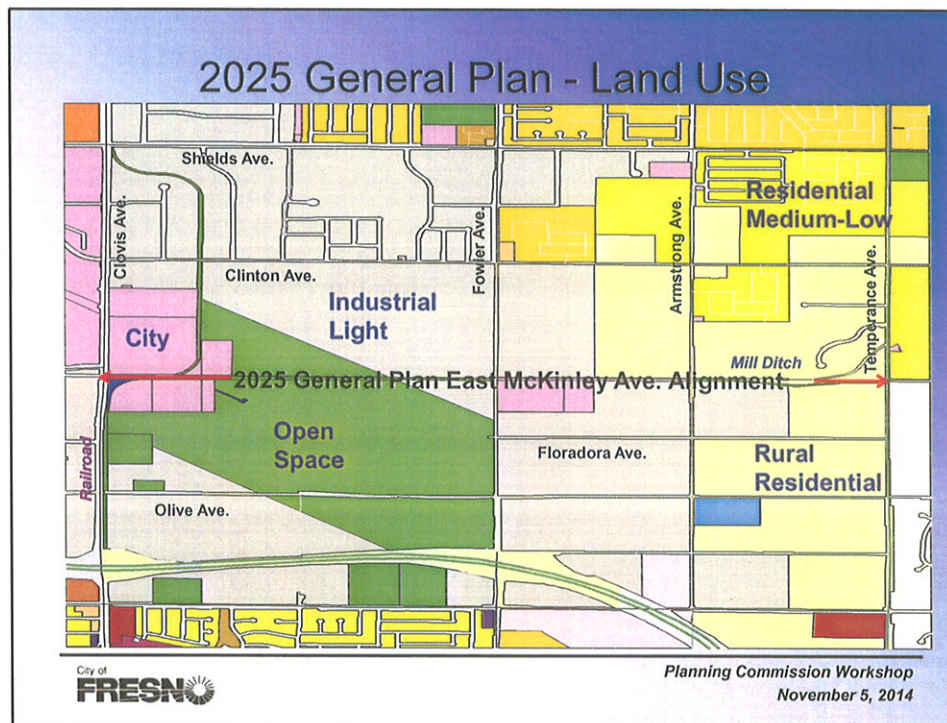 2025 General Plan - Land Use
Shields Ave.
Clovis Ave.
Fowler Ave.
Armstrong Ave.
Residential
Medium-Low
Temperance Ave.
Clinton Ave.
Industrial
Light
City
Mill Ditch
2025 General Plan East McKinley Ave. Alignment
Open
Space
Floradora Ave.
Rural
Residential
Railroad
Olive Ave.
City of
FRESNO
Planning Commission Workshop
November 5, 2014